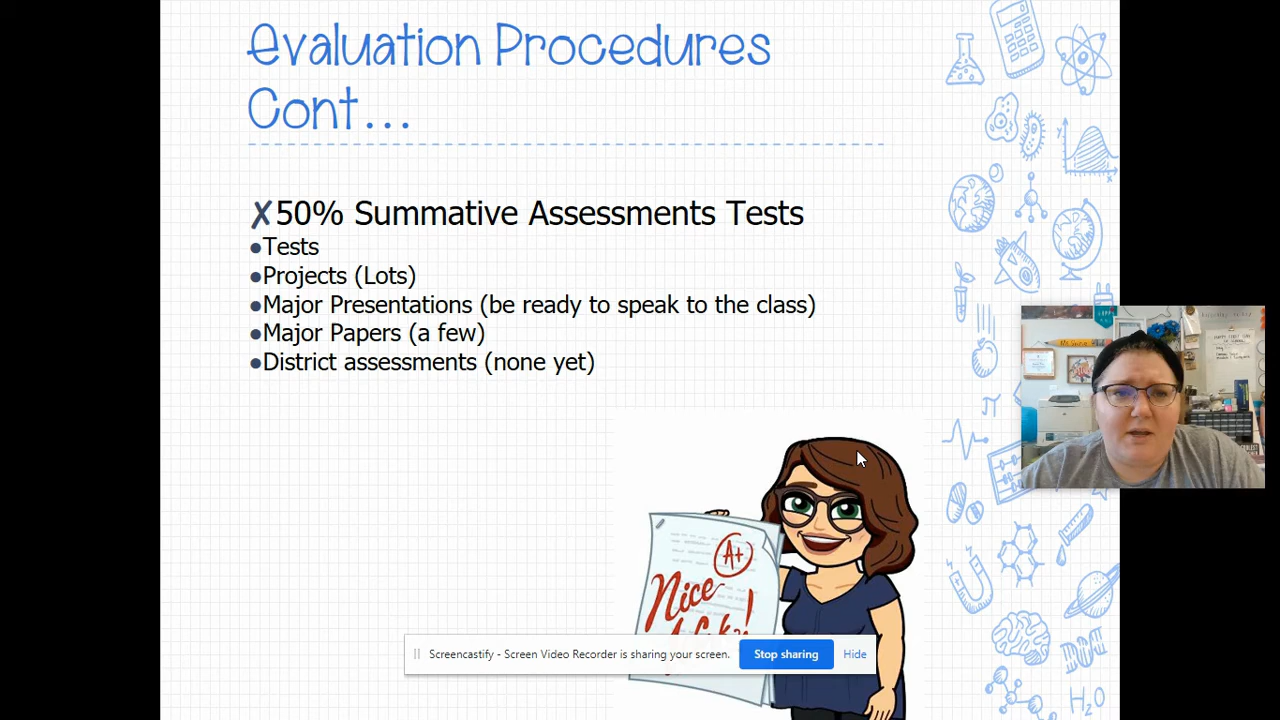 Evaluation Procedures
Cont...
✗50% Summative Assessments Tests
●Tests
●Projects (Lots)
●Major Presentations (be ready to speak to the class)
●Major Papers (a few)
●District assessments (none yet)
A+
Nice
Screencastify - Screen Video Recorder is sharing your screen.
Stop sharing
Hide
π
H₂O